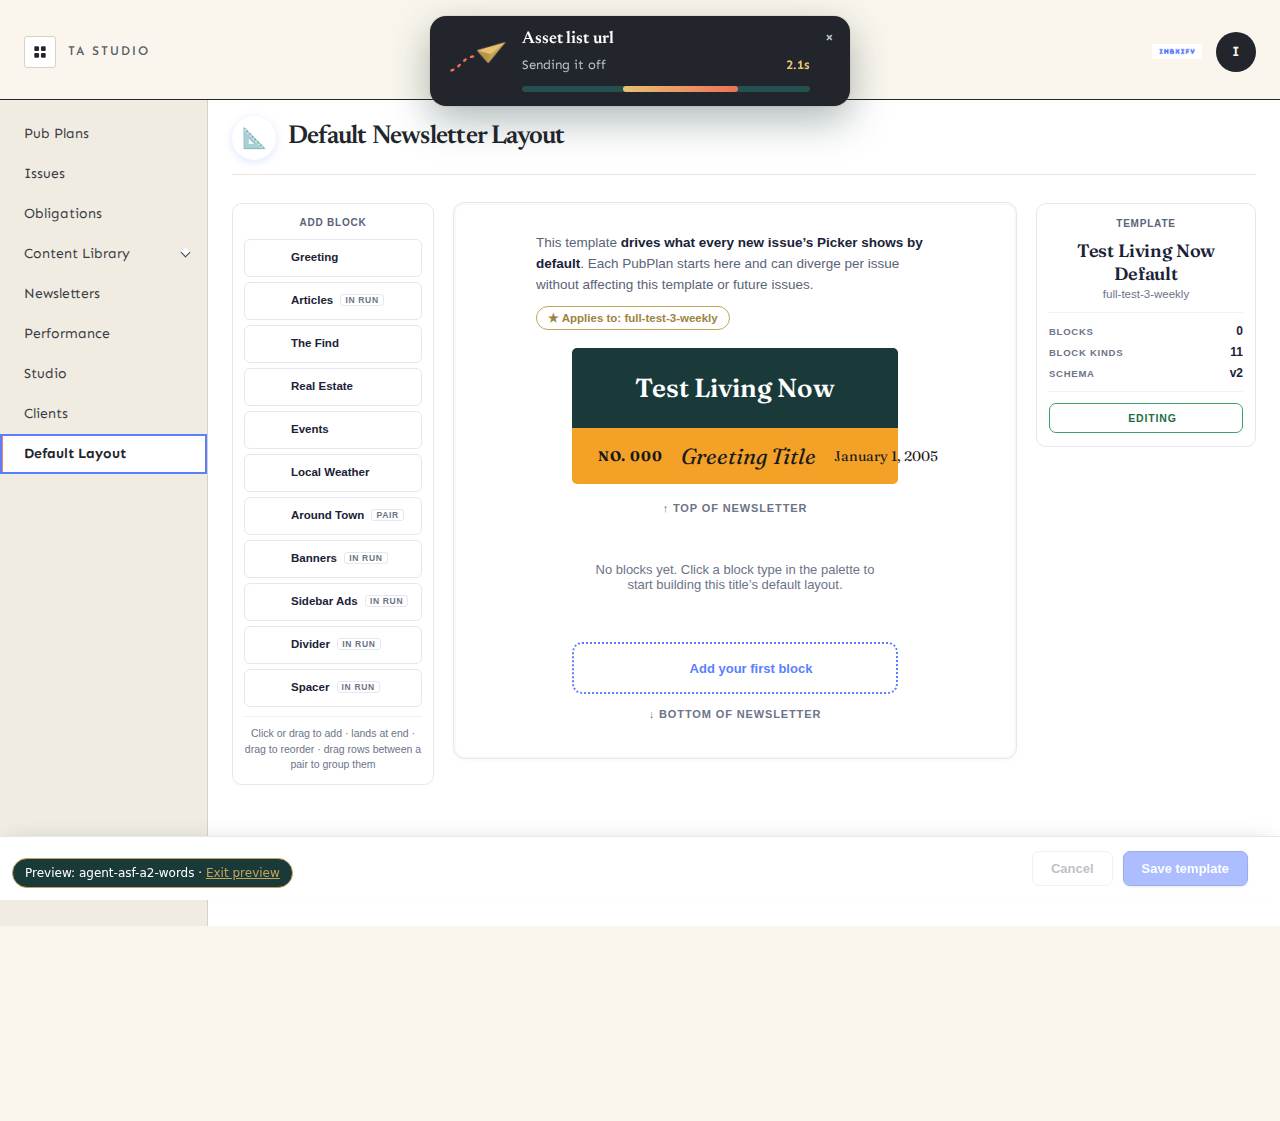 TA STUDIO
Asset list url
×
Sending it off
2.1s
INBXIFY
I
Pub Plans
Issues
Obligations
Content Library
Newsletters
Performance
Studio
Clients
Default Layout
Default Newsletter Layout
ADD BLOCK
Greeting
Articles IN RUN
The Find
Real Estate
Events
Local Weather
Around Town PAIR
Banners IN RUN
Sidebar Ads IN RUN
Divider IN RUN
Spacer IN RUN
Click or drag to add · lands at end ·
drag to reorder · drag rows between a
pair to group them
This template drives what every new issue’s Picker shows by
default. Each PubPlan starts here and can diverge per issue
without affecting this template or future issues.
★ Applies to: full-test-3-weekly
Test Living Now
NO. 000 Greeting Title January 1, 2005
↑ TOP OF NEWSLETTER
No blocks yet. Click a block type in the palette to
start building this title’s default layout.
Add your first block
↓ BOTTOM OF NEWSLETTER
TEMPLATE
Test Living Now
Default
full-test-3-weekly
BLOCKS 0
BLOCK KINDS 11
SCHEMA v2
EDITING
Preview: agent-asf-a2-words · Exit preview
Cancel
Save template